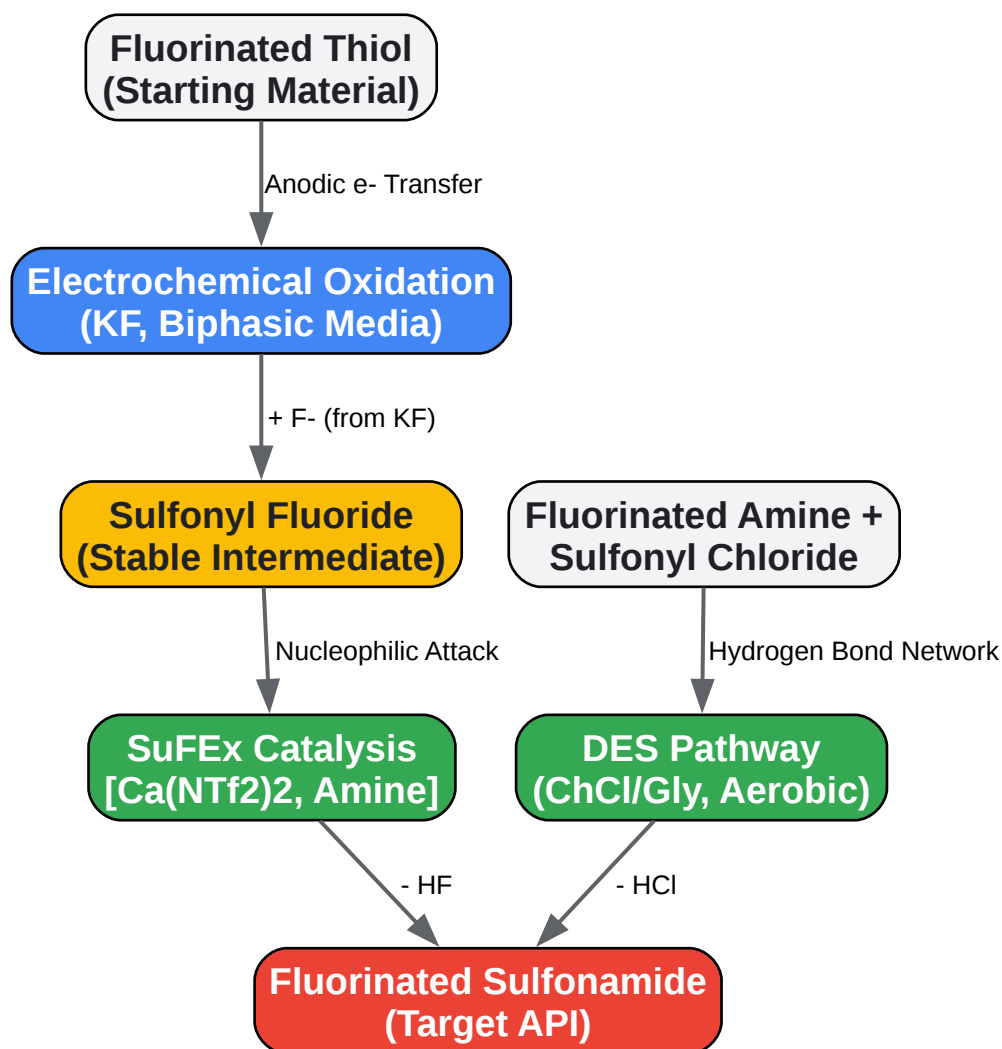 Fluorinated Thiol
(Starting Material)
Anodic e- Transfer
Electrochemical Oxidation
(KF, Biphasic Media)
+ F- (from KF)
Sulfonyl Fluoride
(Stable Intermediate)
Fluorinated Amine +
Sulfonyl Chloride
Nucleophilic Attack
Hydrogen Bond Network
SuFEx Catalysis
[Ca(NTf2)2, Amine]
DES Pathway
(ChCl/Gly, Aerobic)
- HF
- HCl
Fluorinated Sulfonamide
(Target API)